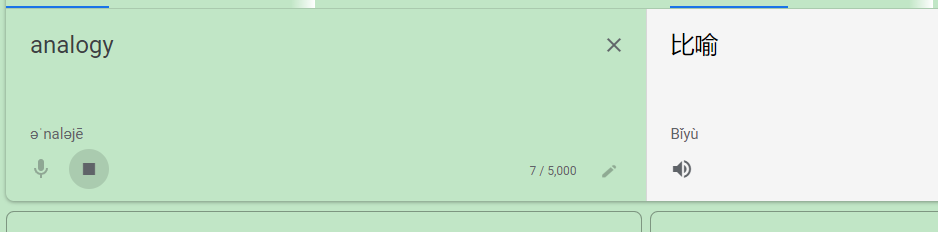 analogy
比喻
əˈnaləjē
Bǐyù
7 / 5,000